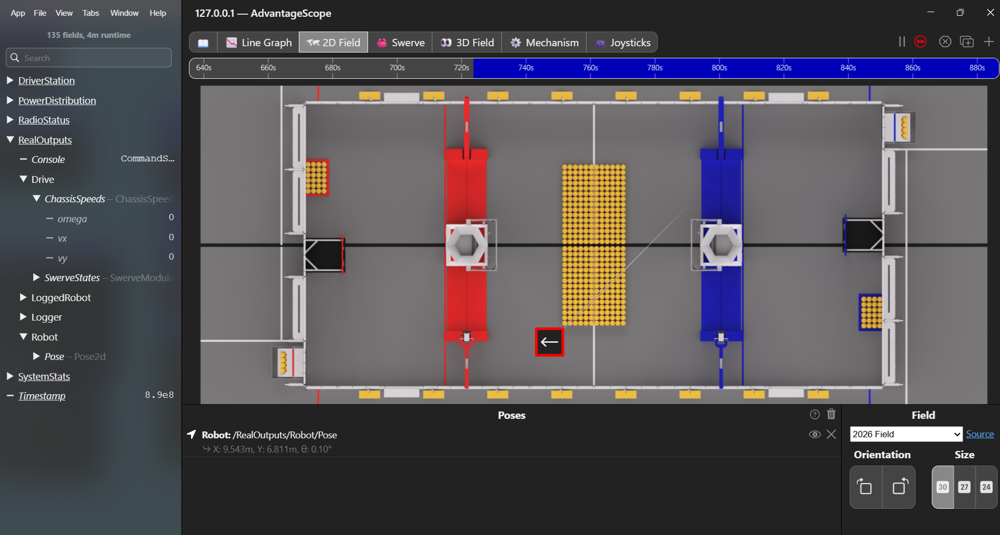 App File View Tabs Window Help
127.0.0.1 — AdvantageScope
135 fields, 4m runtime
Search
Line Graph 2D Field Swerve 3D Field Mechanism Joysticks
640s 660s 680s 700s 720s 740s 760s 780s 800s 820s 840s 860s 880s
DriverStation
PowerDistribution
RadioStatus
RealOutputs
Console CommandS...
Drive
ChassisSpeeds – ChassisSpeed
omega 0
vx 0
vy 0
SwerveStates – SwerveModule
LoggedRobot
Logger
Robot
Pose – Pose2d
SystemStats
Timestamp 8.9e8
Poses
Robot: /RealOutputs/Robot/Pose
X: 9.543m, Y: 6.811m, θ: 0.10°
Field
2026 Field Source
Orientation Size
30 27 24